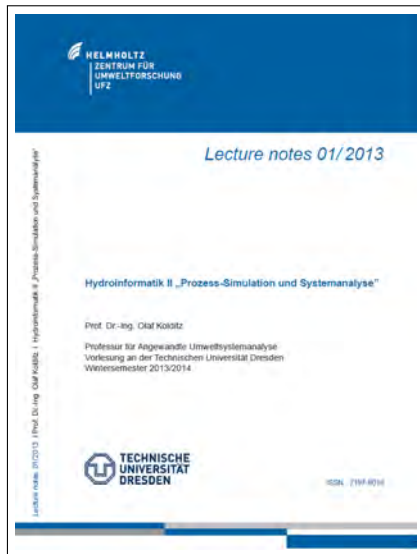 HELMHOLTZ
ZENTRUM FÜR
UMWELTFORSCHUNG
UFZ
Lecture notes 01/2013
Lecture notes 01/2013 | Prof. Dr.-Ing. Olaf Kolditz | Hydroinformatik II „Prozess-Simulation und Systemanalyse"
Hydroinformatik II „Prozess-Simulation und Systemanalyse"
Prof. Dr.-Ing. Olaf Kolditz
Professur für Angewandte Umweltsystemanalyse
Vorlesung an der Technischen Universität Dresden
Wintersemester 2013/2014
TECHNISCHE
UNIVERSITÄT
DRESDEN
ISSN